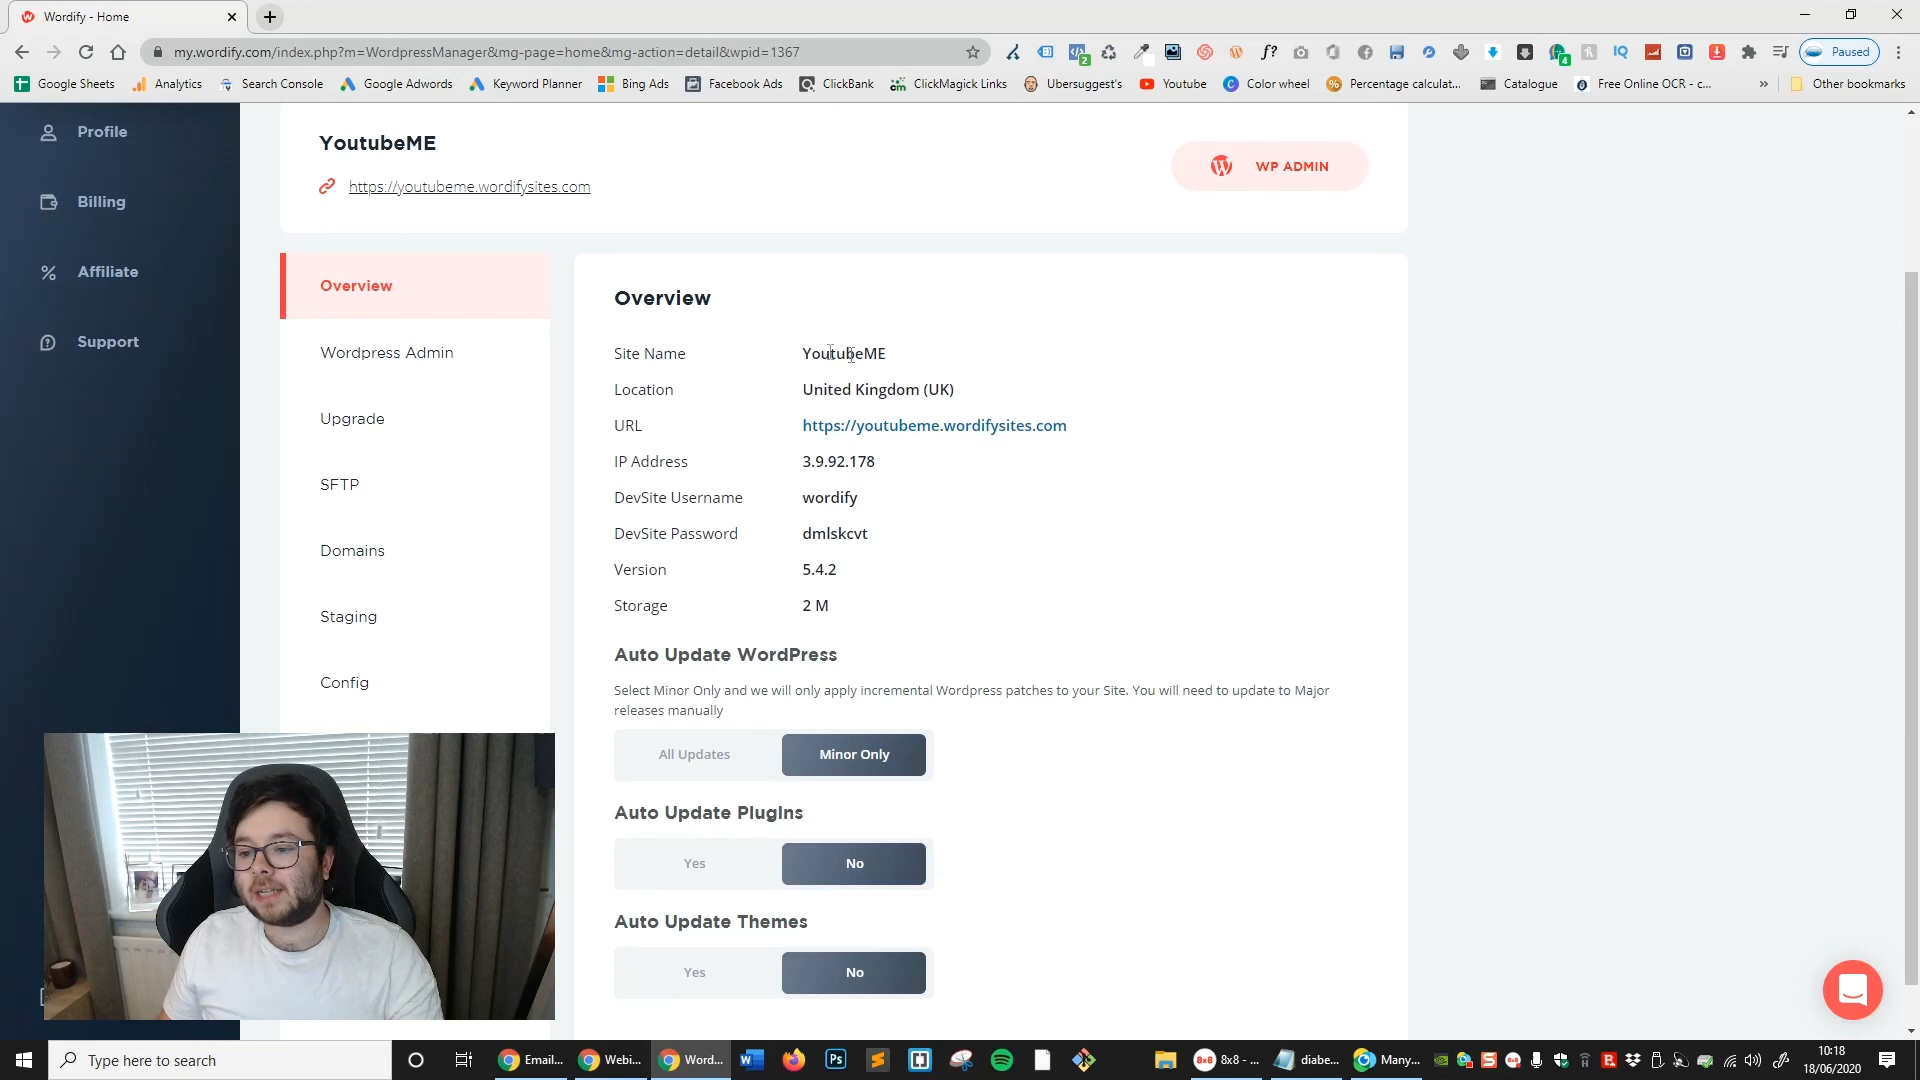 Wordify - Home
my.wordify.com/index.php?m=WordpressManager&mg-page=home&mg-action=detail&wpid=1367
Paused
Google Sheets
Analytics
Search Console
Google Adwords
Keyword Planner
Bing Ads
Facebook Ads
ClickBank
ClickMagick Links
Ubersuggest's
Youtube
Color wheel
Percentage calculat...
Catalogue
Free Online OCR - c...
Other bookmarks
Profile
Billing
Affiliate
Support
YoutubeME
https://youtubeme.wordifysites.com
WP ADMIN
Overview
Wordpress Admin
Upgrade
SFTP
Domains
Staging
Config
Overview
Site Name YoutubeME
Location United Kingdom (UK)
URL https://youtubeme.wordifysites.com
IP Address 3.9.92.178
DevSite Username wordify
DevSite Password dmlskcvt
Version 5.4.2
Storage 2 M
Auto Update WordPress
Select Minor Only and we will only apply incremental Wordpress patches to your Site. You will need to update to Major
releases manually
All Updates Minor Only
Auto Update PlugIns
Yes No
Auto Update Themes
Yes No
Type here to search
Email...
Webi...
Word...
8x8 - ...
diabe...
Many...
10:18
18/06/2020